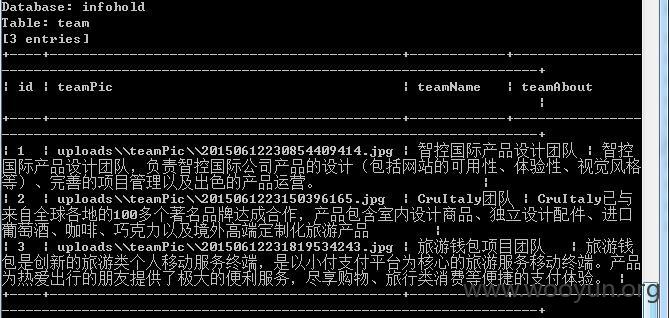 Database: infohold
Table: team
[3 entries]
+----+------------------------------------------+------------+---------------
---------------------------------------------------------------------+
¦ id ¦ teamPic ¦ teamName ¦ teamAbout
¦
+----+------------------------------------------+------------+---------------
---------------------------------------------------------------------+
¦ 1 ¦ uploads\\teamPic\\20150612230854409414.jpg ¦ 智控国际产品设计团队 ¦ 智控
国际产品设计团队，负责智控国际公司产品的设计（包括网站的可用性、体验性、视觉风格
等）、完善的项目管理以及出色的产品运营。 ¦
¦ 2 ¦ uploads\\teamPic\\2015061223150396165.jpg ¦ CruItaly团队 ¦ CruItaly已与
来自全球各地的100多个著名品牌达成合作，产品包含室内设计商品、独立设计配件、进口
葡萄酒、咖啡、巧克力以及境外高端定制化旅游产品 ¦
¦ 3 ¦ uploads\\teamPic\\20150612231819534243.jpg ¦ 旅游钱包项目团队 ¦ 旅游钱
包是创新的旅游类个人移动服务终端，是以小付支付平台为核心的旅游服务移动终端。产品
为热爱出行的朋友提供了极大的便利服务，尽享购物、旅行类消费等便捷的支付体验。 ¦
+----+------------------------------------------+------------+---------------
---------------------------------------------------------------------+
www.wooyun.org